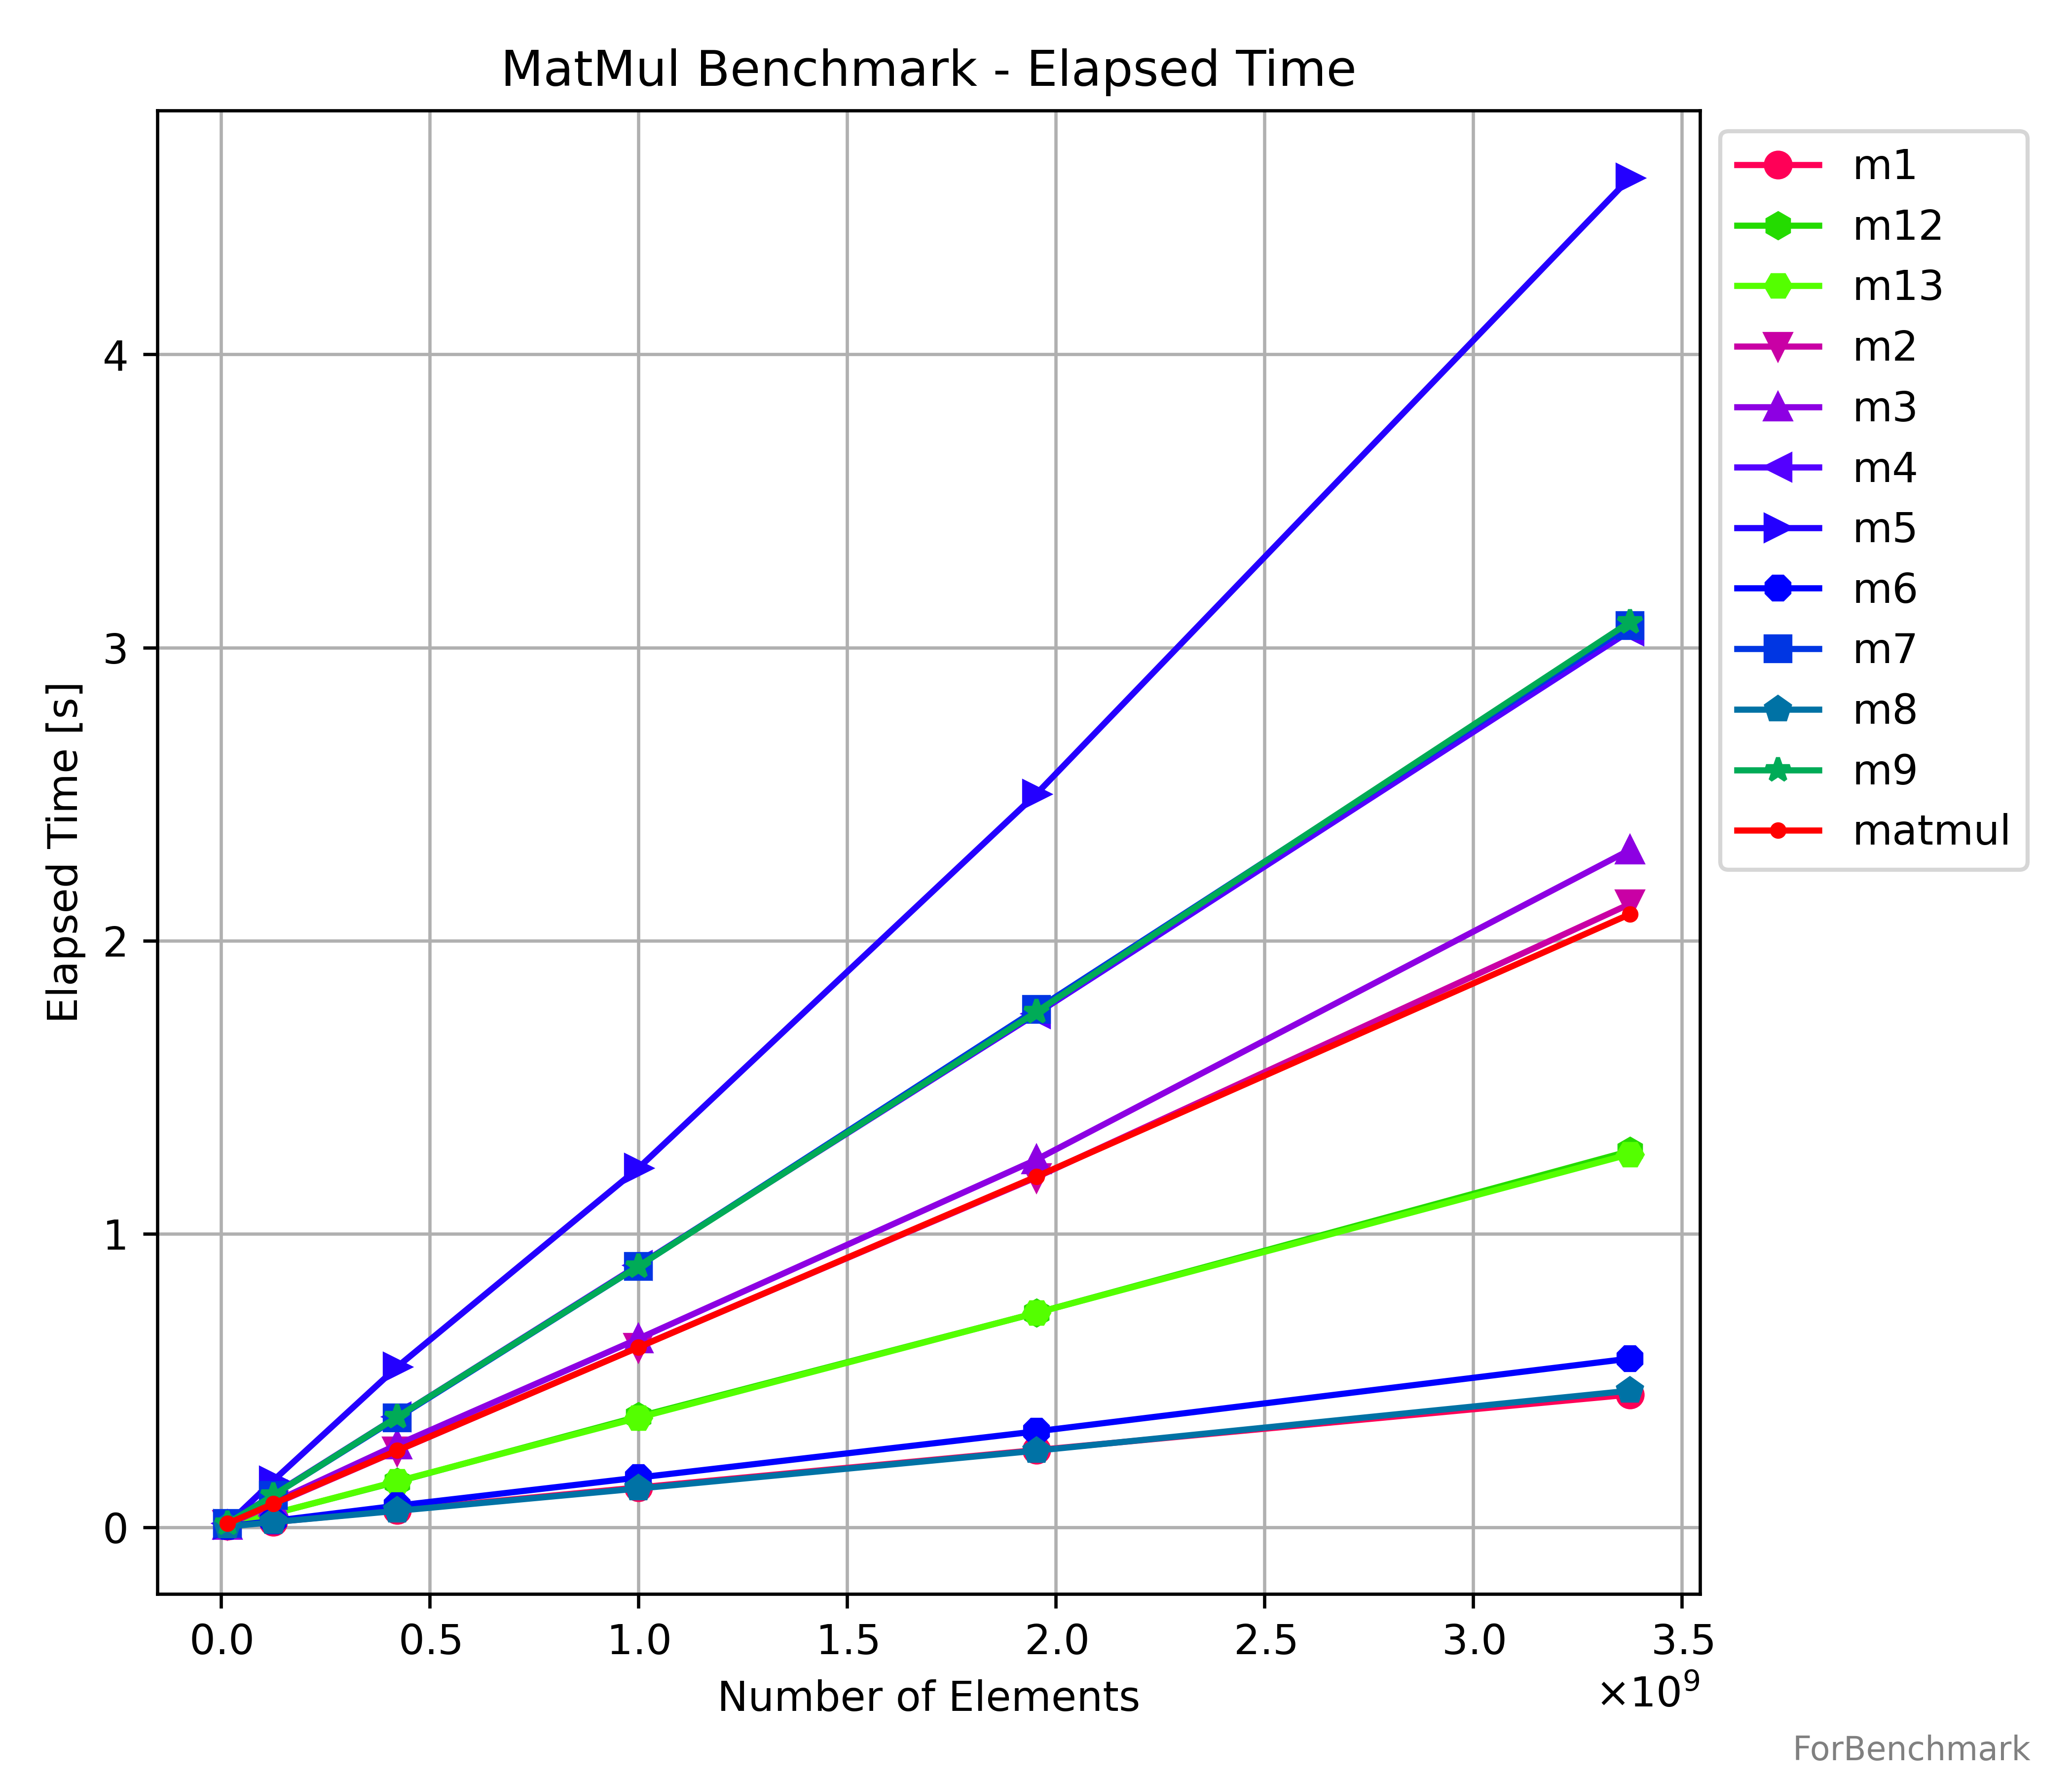 MatMul Benchmark - Elapsed Time
m1
m12
m13
m2
m3
m4
m5
m6
m7
m8
m9
matmul
Elapsed Time [s]
4
3
2
1
0
0.0 0.5 1.0 1.5 2.0 2.5 3.0 3.5
×10⁹
Number of Elements
ForBenchmark